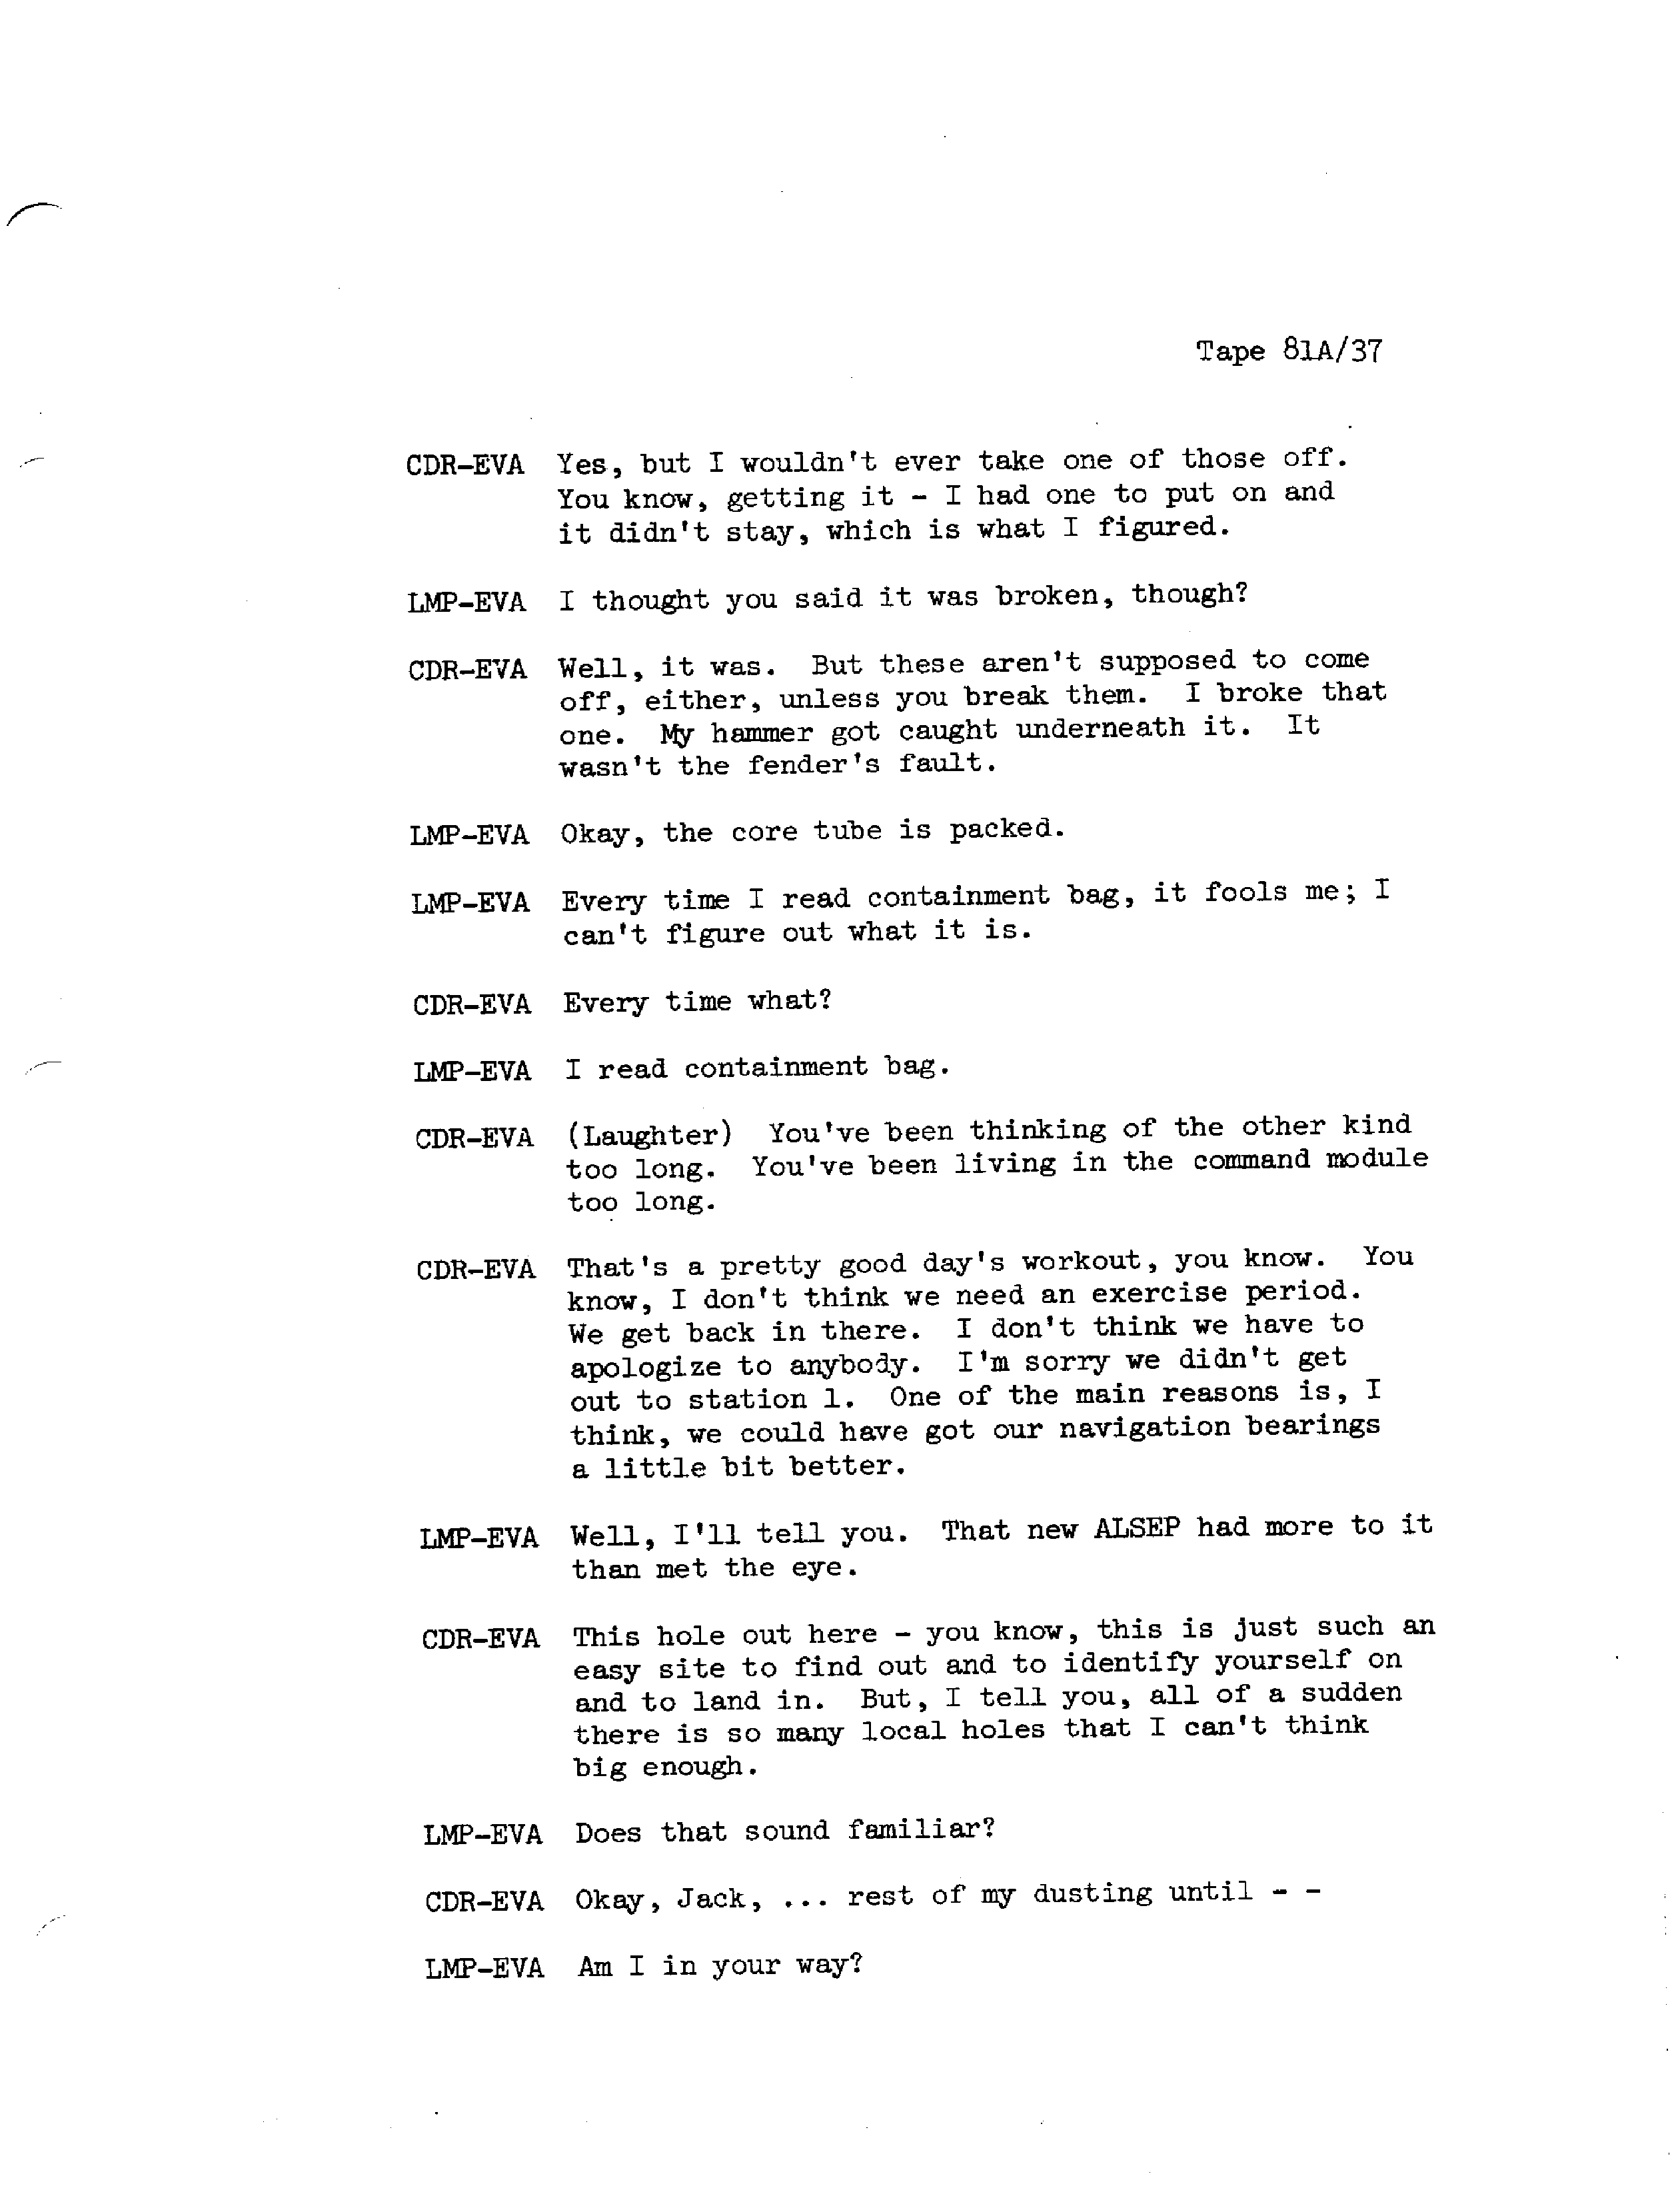 Tape 81A/37
CDR-EVA Yes, but I wouldn't ever take one of those off.
You know, getting it - I had one to put on and
it didn't stay, which is what I figured.
LMP-EVA I thought you said it was broken, though?
CDR-EVA Well, it was. But these aren't supposed to come
off, either, unless you break them. I broke that
one. My hammer got caught underneath it. It
wasn't the fender's fault.
LMP-EVA Okay, the core tube is packed.
LMP-EVA Every time I read containment bag, it fools me; I
can't figure out what it is.
CDR-EVA Every time what?
LMP-EVA I read containment bag.
CDR-EVA (Laughter) You've been thinking of the other kind
too long. You've been living in the command module
too long.
CDR-EVA That's a pretty good day's workout, you know. You
know, I don't think we need an exercise period.
We get back in there. I don't think we have to
apologize to anybody. I'm sorry we didn't get
out to station 1. One of the main reasons is, I
think, we could have got our navigation bearings
a little bit better.
LMP-EVA Well, I'll tell you. That new ALSEP had more to it
than met the eye.
CDR-EVA This hole out here - you know, this is just such an
easy site to find out and to identify yourself on
and to land in. But, I tell you, all of a sudden
there is so many local holes that I can't think
big enough.
LMP-EVA Does that sound familiar?
CDR-EVA Okay, Jack, ... rest of my dusting until - -
LMP-EVA Am I in your way?